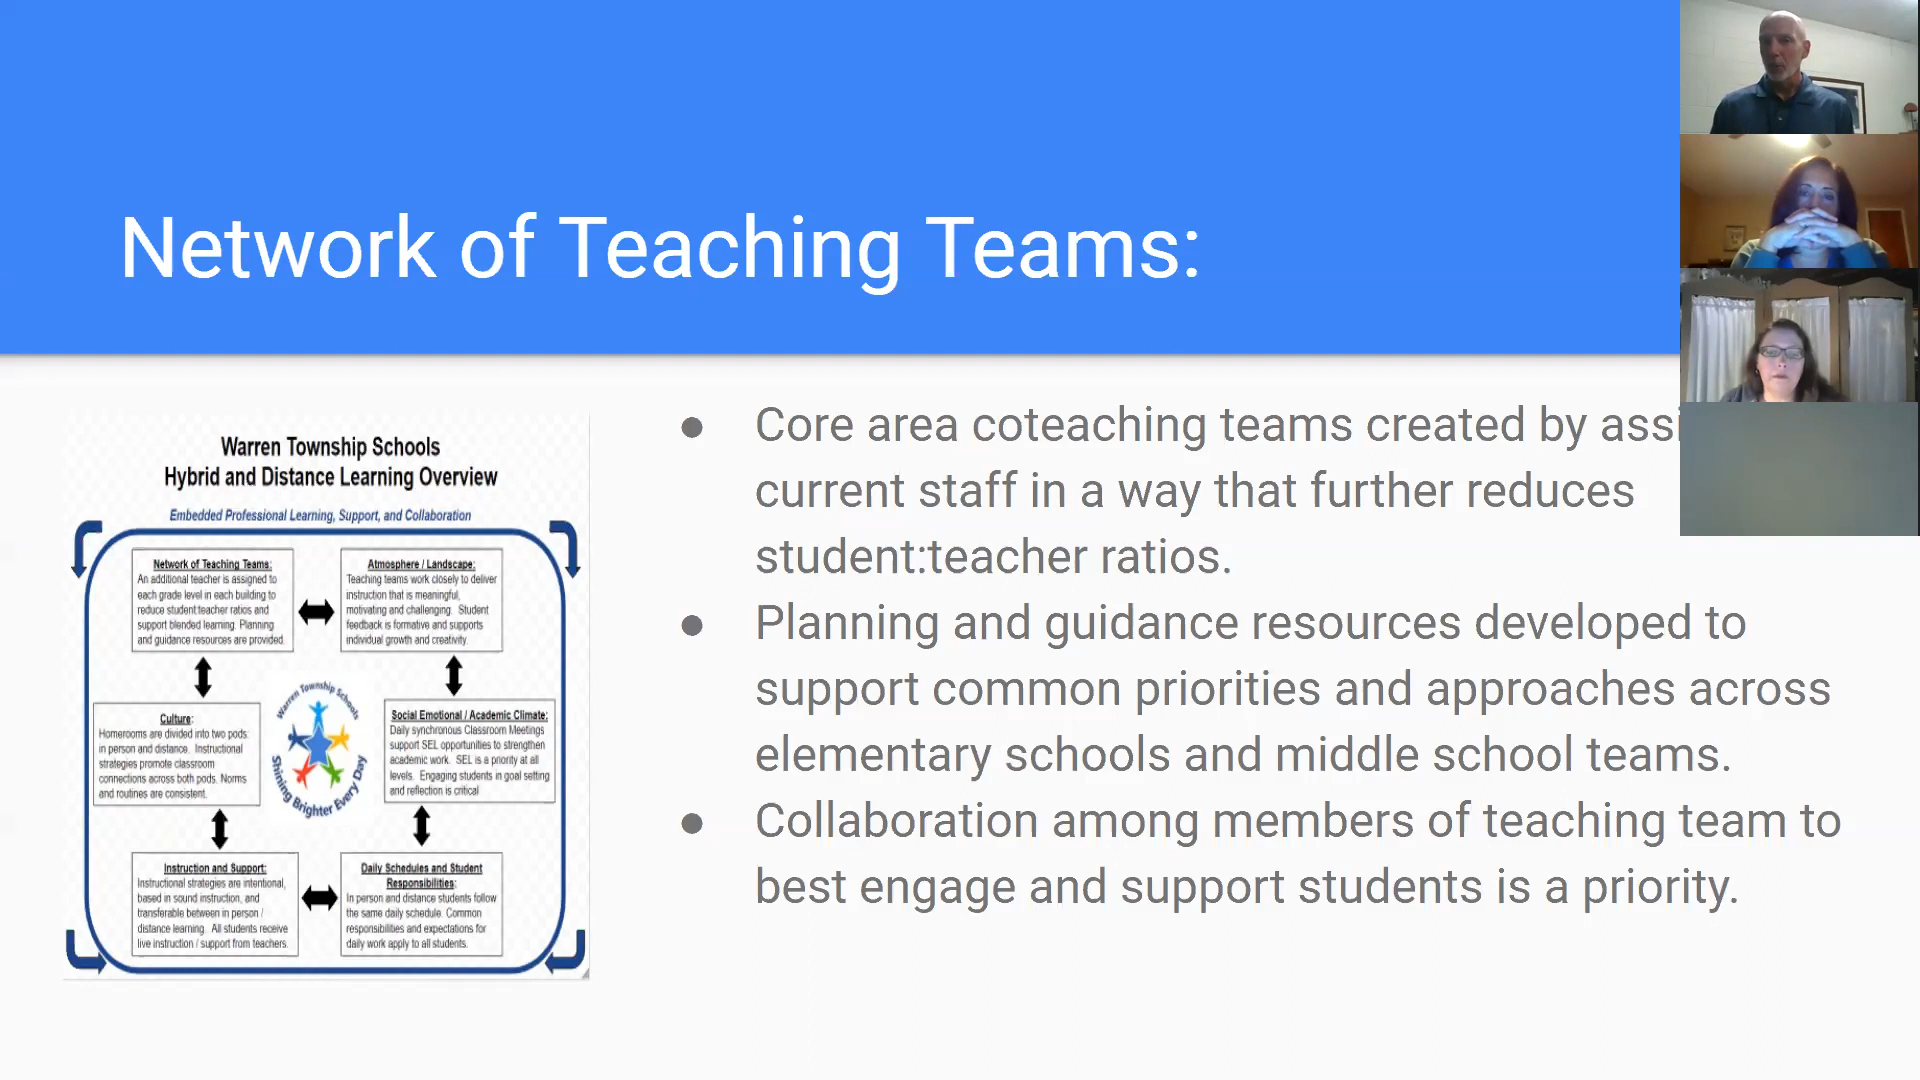 Network of Teaching Teams:
Warren Township Schools
Hybrid and Distance Learning Overview
Embedded Professional Learning, Support, and Collaboration
Network of Teaching Teams:
An additional teacher is assigned to
each grade level in each building to
reduce student:teacher ratios and
support blended learning. Planning
and guidance resources are provided.
Atmosphere / Landscape:
Teaching teams work closely to deliver
instruction that is meaningful,
motivating and challenging. Student
feedback is formative and supports
individual growth and creativity.
Culture:
Homerooms are divided into two pods:
in person and distance. Instructional
strategies promote classroom
connections across both pods. Norms
and routines are consistent.
Warren Township Schools
Shining Brighter Every Day
Social Emotional / Academic Climate:
Daily synchronous Classroom Meetings
support SEL opportunities to strengthen
academic work. SEL is a priority at all
levels. Engaging students in goal setting
and reflection is critical
Instruction and Support:
Instructional strategies are intentional,
based in sound instruction, and
transferable between in person /
distance learning. All students receive
live instruction / support from teachers.
Daily Schedules and Student
Responsibilities:
In person and distance students follow
the same daily schedule. Common
responsibilities and expectations for
daily work apply to all students.
● Core area coteaching teams created by assi
current staff in a way that further reduces
student:teacher ratios.
● Planning and guidance resources developed to
support common priorities and approaches across
elementary schools and middle school teams.
● Collaboration among members of teaching team to
best engage and support students is a priority.